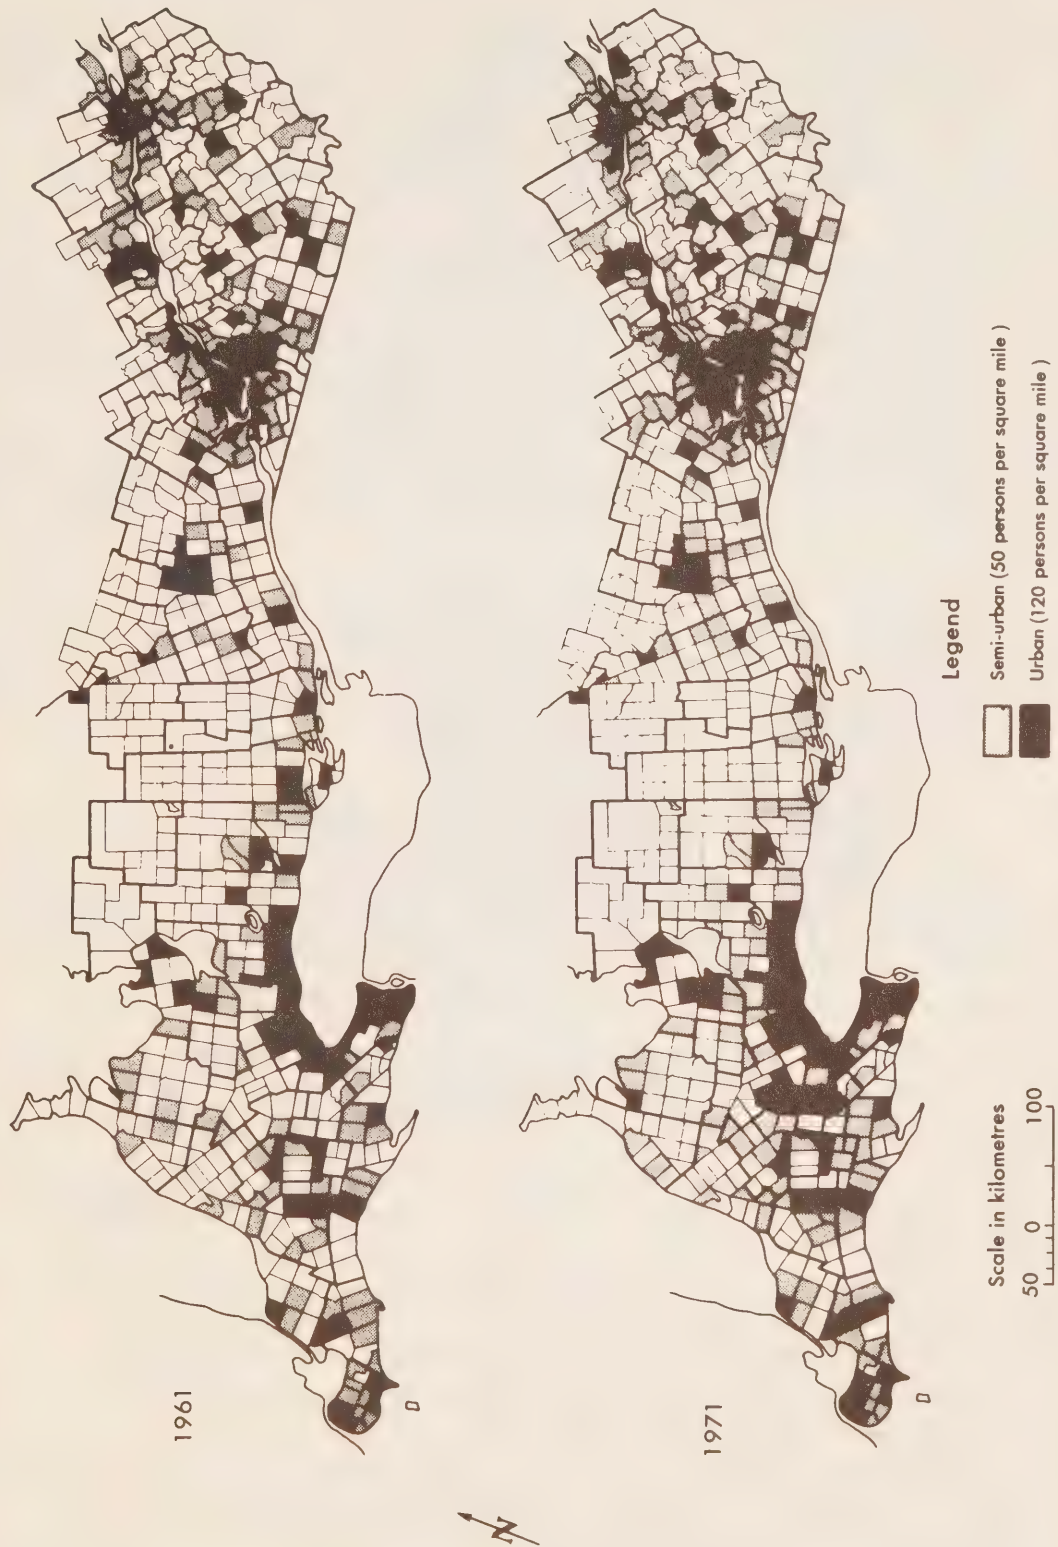 1961
1971
N
Legend
Semi-urban (50 persons per square mile )
Urban (120 persons per square mile )
Scale in kilometres
50 0 100